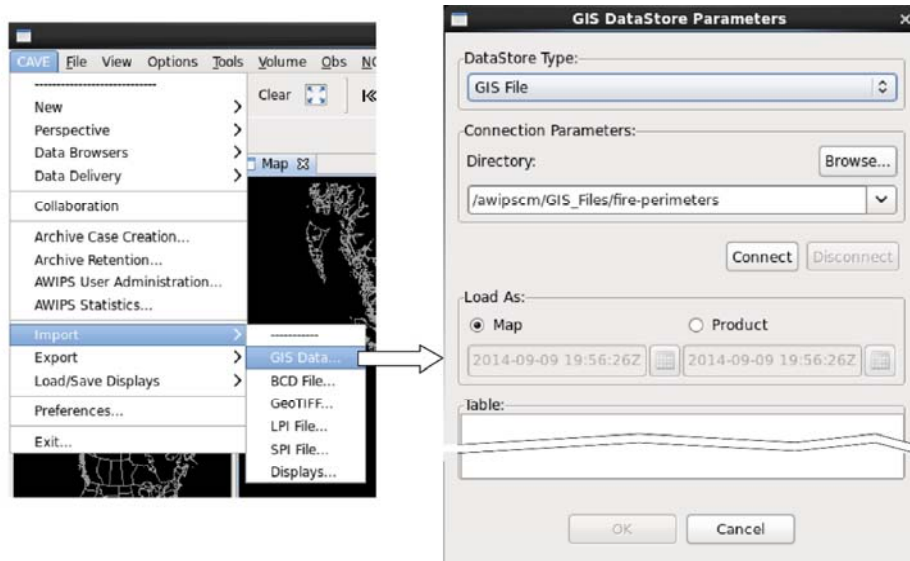 CAVE File View Options Tools Volume Obs NC
Clear
New
Perspective
Data Browsers
Data Delivery
Collaboration
Archive Case Creation...
Archive Retention...
AWIPS User Administration...
AWIPS Statistics...
Import
Export
Load/Save Displays
Preferences...
Exit...
Map
GIS Data...
BCD File...
GeoTIFF...
LPI File...
SPI File...
Displays...
GIS DataStore Parameters
DataStore Type:
GIS File
Connection Parameters:
Directory:
Browse...
/awipscm/GIS_Files/fire-perimeters
Connect Disconnect
Load As:
Map Product
2014-09-09 19:56:26Z 2014-09-09 19:56:26Z
Table:
OK Cancel